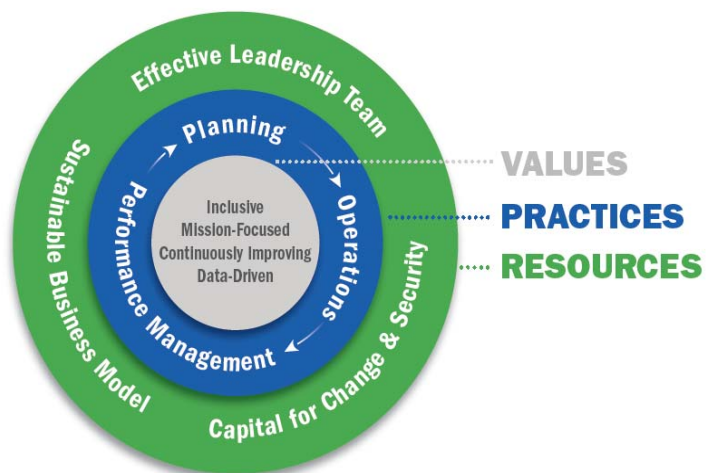 Effective Leadership Team
Planning
Operations
Performance Management
Inclusive
Mission-Focused
Continuously Improving
Data-Driven
Sustainable Business Model
Capital for Change & Security
VALUES
PRACTICES
RESOURCES